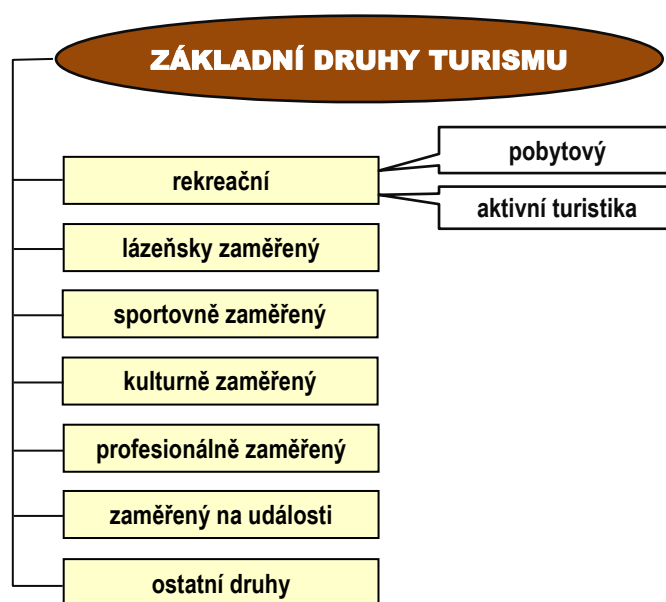 ZÁKLADNÍ DRUHY TURISMU
pobytový
rekreační
aktivní turistika
lázeňsky zaměřený
sportovně zaměřený
kulturně zaměřený
profesionálně zaměřený
zaměřený na události
ostatní druhy